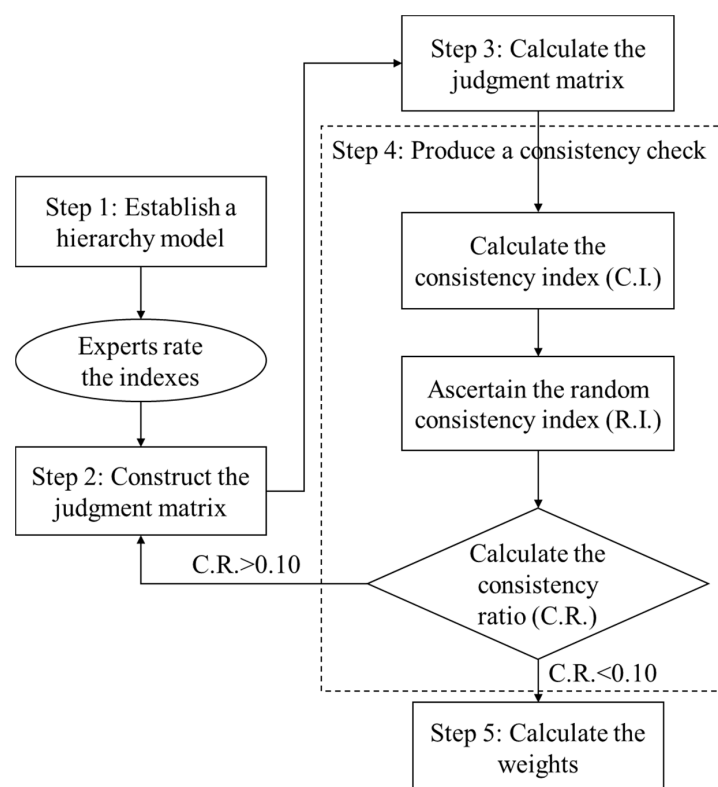 Step 1: Establish a
hierarchy model
Experts rate
the indexes
Step 2: Construct the
judgment matrix
Step 3: Calculate the
judgment matrix
Step 4: Produce a consistency check
Calculate the
consistency index (C.I.)
Ascertain the random
consistency index (R.I.)
Calculate the
consistency
ratio (C.R.)
C.R.>0.10
C.R.<0.10
Step 5: Calculate the
weights